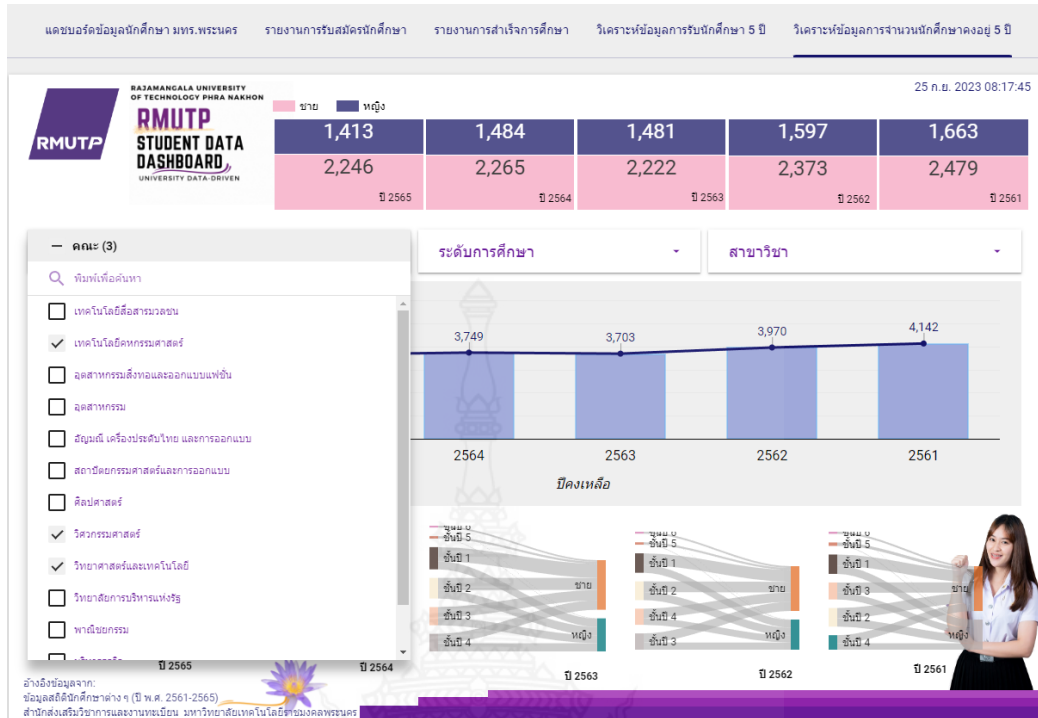 แดชบอร์ดข้อมูลนักศึกษา มทร.พระนคร รายงานการรับสมัครนักศึกษา รายงานการสำเร็จการศึกษา วิเคราะห์ข้อมูลการรับนักศึกษา 5 ปี วิเคราะห์ข้อมูลการจำนวนนักศึกษาคงอยู่ 5 ปี
25 ก.ย. 2023 08:17:45
RMUTP
RAJAMANGALA UNIVERSITY
OF TECHNOLOGY PHRA NAKHON
RMUTP
STUDENT DATA
DASHBOARD
UNIVERSITY DATA-DRIVEN
ชาย หญิง
1,413 1,484 1,481 1,597 1,663
2,246 2,265 2,222 2,373 2,479
ปี 2565 ปี 2564 ปี 2563 ปี 2562 ปี 2561
คณะ (3)
ระดับการศึกษา สาขาวิชา
พิมพ์เพื่อค้นหา
เทคโนโลยีสื่อสารมวลชน
เทคโนโลยีคหกรรมศาสตร์
อุตสาหกรรมสิ่งทอและออกแบบแฟชั่น
อุตสาหกรรม
อัญมณี เครื่องประดับไทย และการออกแบบ
สถาปัตยกรรมศาสตร์และการออกแบบ
ศิลปศาสตร์
วิศวกรรมศาสตร์
วิทยาศาสตร์และเทคโนโลยี
วิทยาลัยการบริหารแห่งรัฐ
พาณิชยกรรม
3,749 3,703 3,970 4,142
2564 2563 2562 2561
ปีคงเหลือ
ชั้นปี 5
ชั้นปี 1
ชั้นปี 2
ชั้นปี 3
ชั้นปี 4
ชาย
หญิง
ชั้นปี 5
ชั้นปี 1
ชั้นปี 2
ชั้นปี 4
ชั้นปี 3
ชาย
หญิง
ชั้นปี 5
ชั้นปี 1
ชั้นปี 3
ชั้นปี 2
ชั้นปี 4
ชาย
หญิง
ปี 2565 ปี 2564 ปี 2563 ปี 2562 ปี 2561
อ้างอิงข้อมูลจาก:
ข้อมูลสถิตินักศึกษาต่าง ๆ (ปี พ.ศ. 2561-2565)
สำนักส่งเสริมวิชาการและงานทะเบียน มหาวิทยาลัยเทคโนโลยีราชมงคลพระนคร